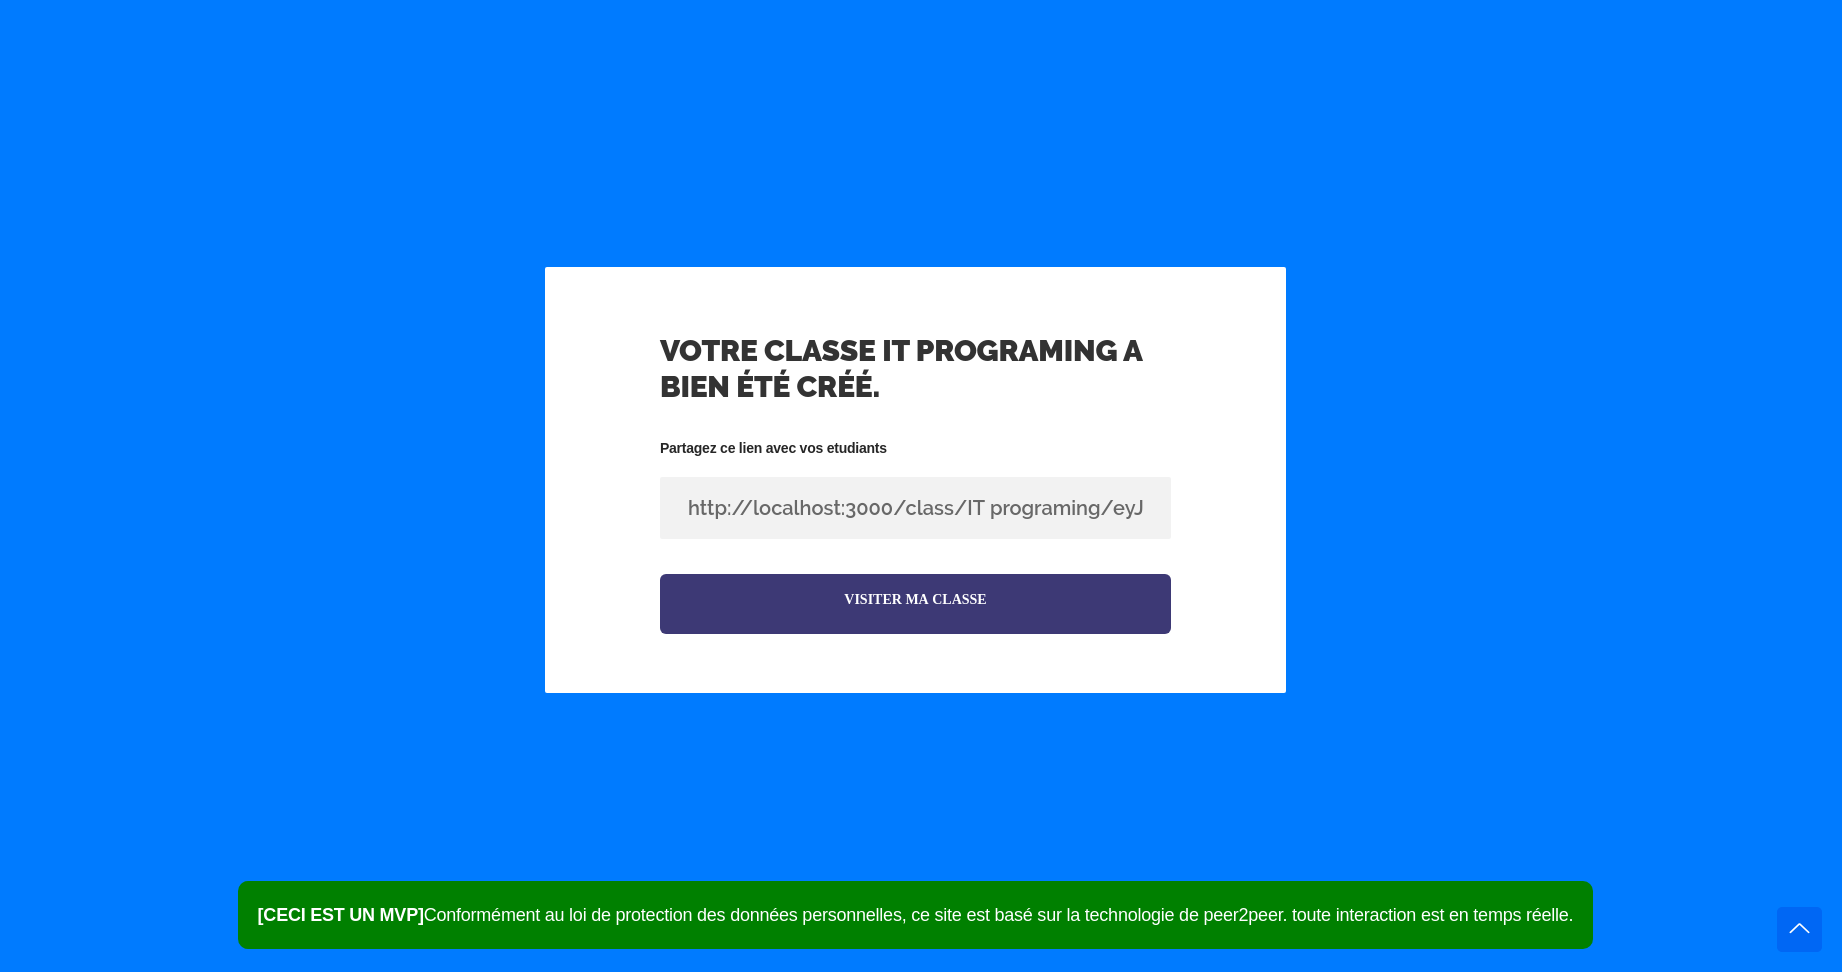 VOTRE CLASSE IT PROGRAMING A
BIEN ÉTÉ CRÉÉ.
Partagez ce lien avec vos etudiants
http://localhost:3000/class/IT programing/eyJ
VISITER MA CLASSE
[CECI EST UN MVP]Conformément au loi de protection des données personnelles, ce site est basé sur la technologie de peer2peer. toute interaction est en temps réelle.